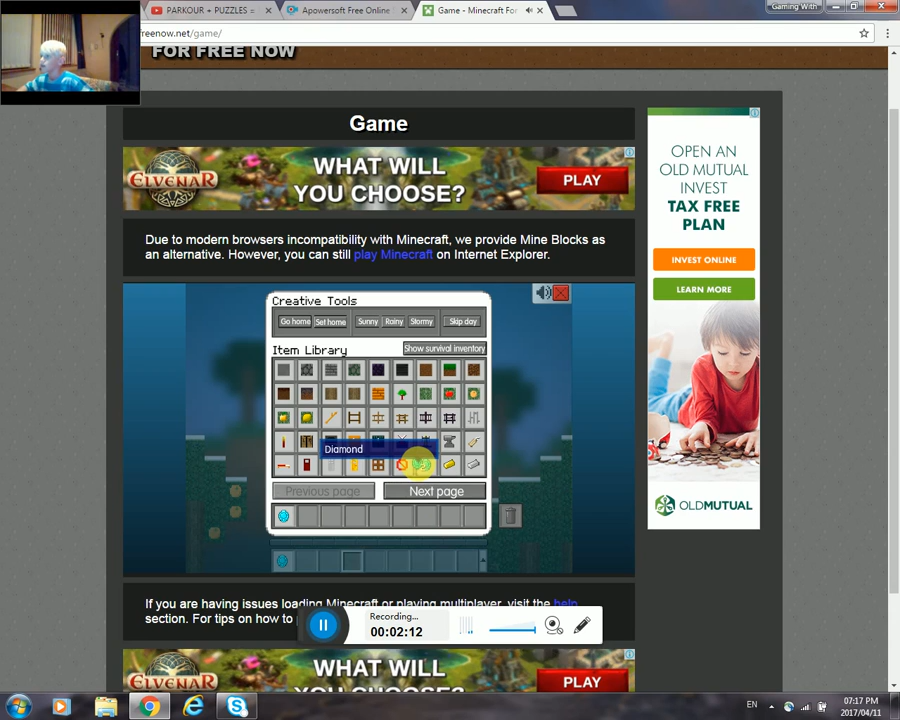 PARKOUR + PUZZLES =
Apowersoft Free Online
Game - Minecraft For
Gaming With
freenow.net/game/
FOR FREE NOW
Game
ELVENAR
WHAT WILL
YOU CHOOSE?
PLAY
OPEN AN
OLD MUTUAL
INVEST
TAX FREE
PLAN
INVEST ONLINE
LEARN MORE
OLDMUTUAL
Due to modern browsers incompatibility with Minecraft, we provide Mine Blocks as
an alternative. However, you can still play Minecraft on Internet Explorer.
Creative Tools
Go home Set home Sunny Rainy Stormy Skip day
Item Library Show survival inventory
Diamond
Previous page Next page
If you are having issues loading Minecraft or playing multiplayer, visit the help
section. For tips on how to
Recording...
00:02:12
ELVENAR
WHAT WILL
YOU CHOOSE?
PLAY
EN
07:17 PM
2017/04/11